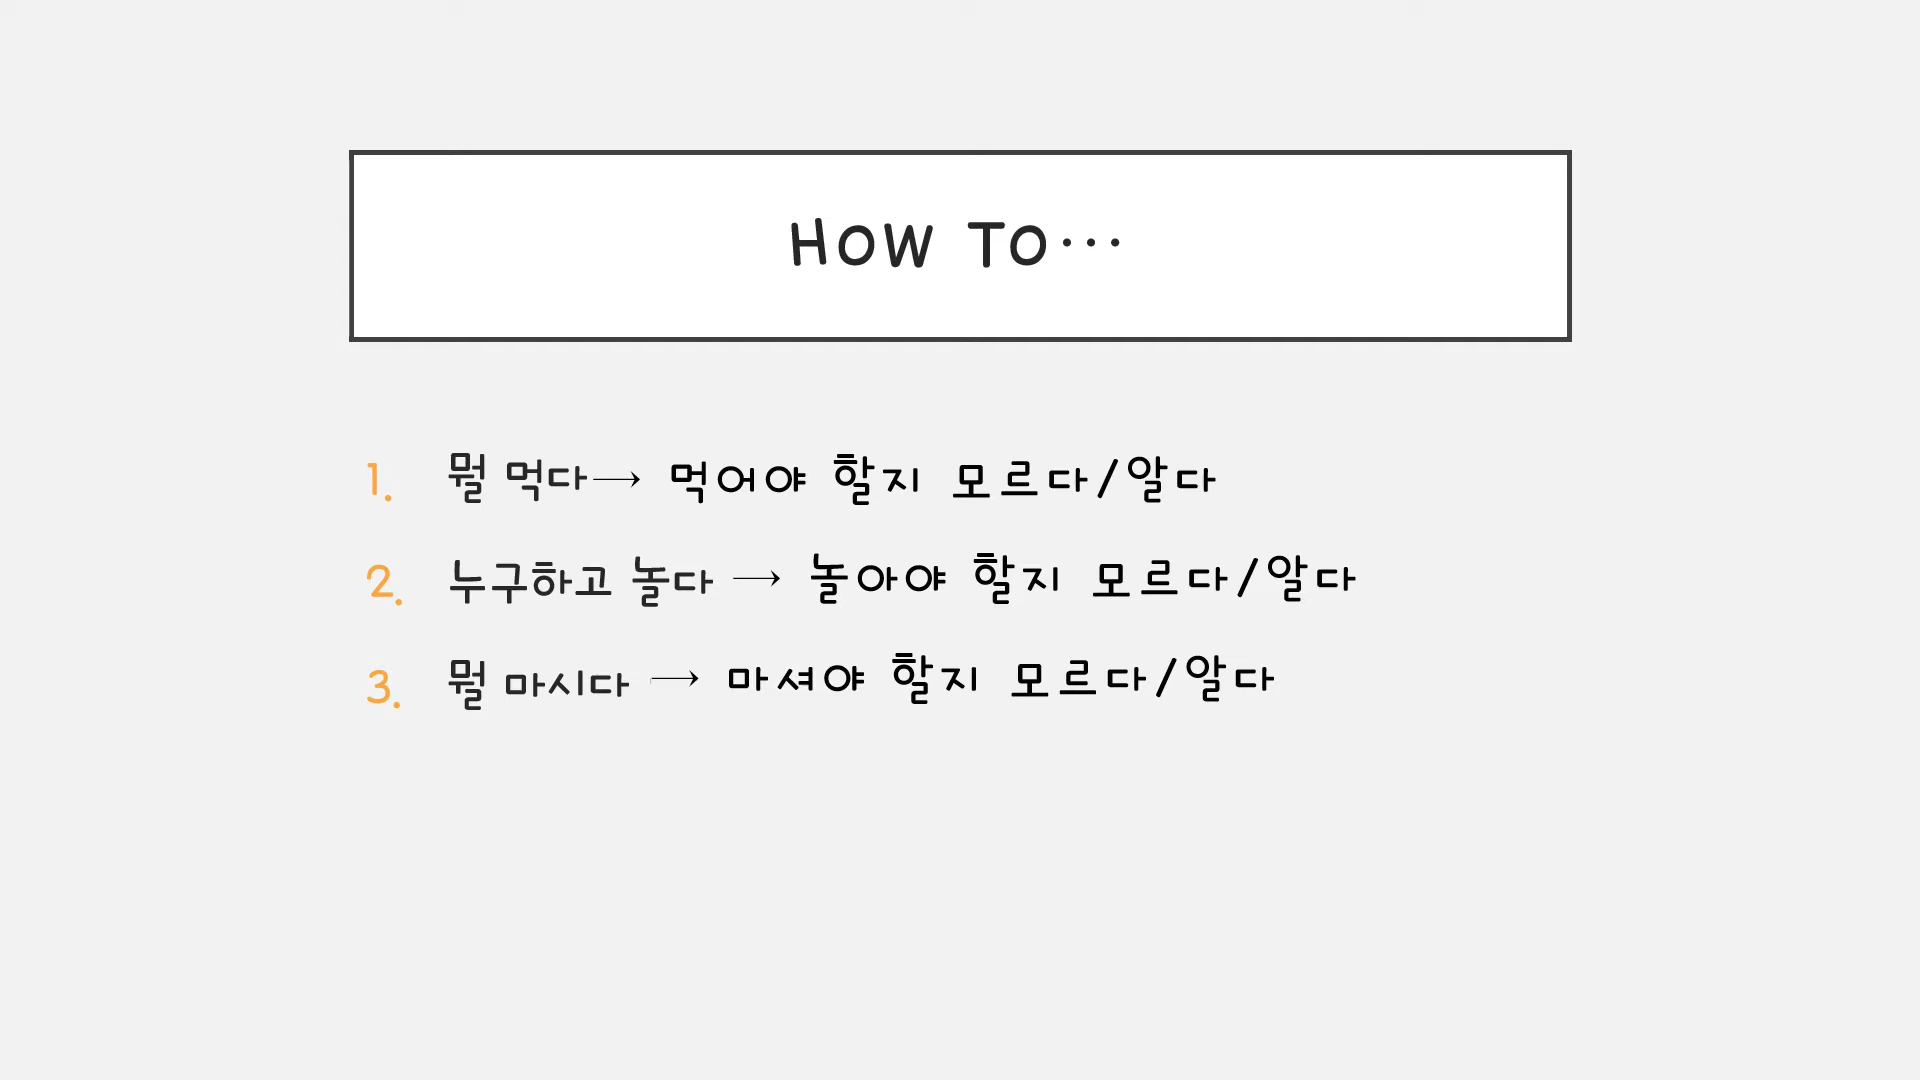 How To…
1. 뭘 먹다→ 먹어야 할지 모르다/알다
2. 누구하고 놀다 → 놀아야 할지 모르다/알다
3. 뭘 마시다 → 마셔야 할지 모르다/알다